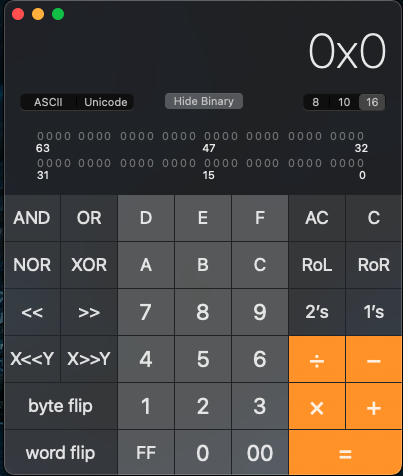 0x0
ASCII Unicode Hide Binary 8 10 16
0000 0000 0000 0000 0000 0000 0000 0000
63 47 32
0000 0000 0000 0000 0000 0000 0000 0000
31 15 0
AND OR D E F AC C
NOR XOR A B C RoL RoR
<< >> 7 8 9 2's 1's
X<<Y X>>Y 4 5 6 ÷ −
byte flip 1 2 3 × +
word flip FF 0 00 =